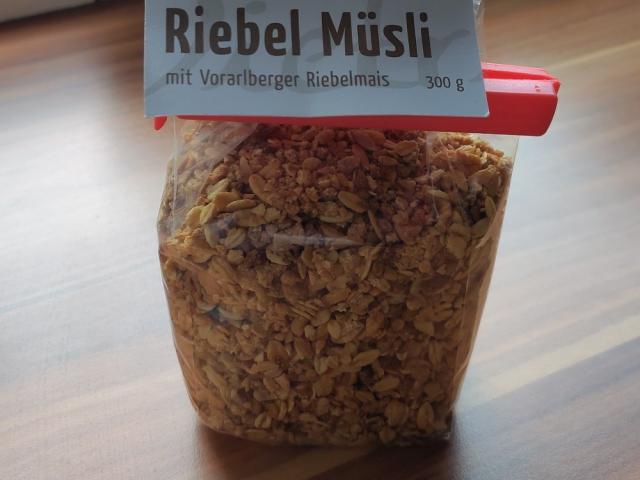 Riebel Müsli
mit Vorarlberger Riebelmais 300 g